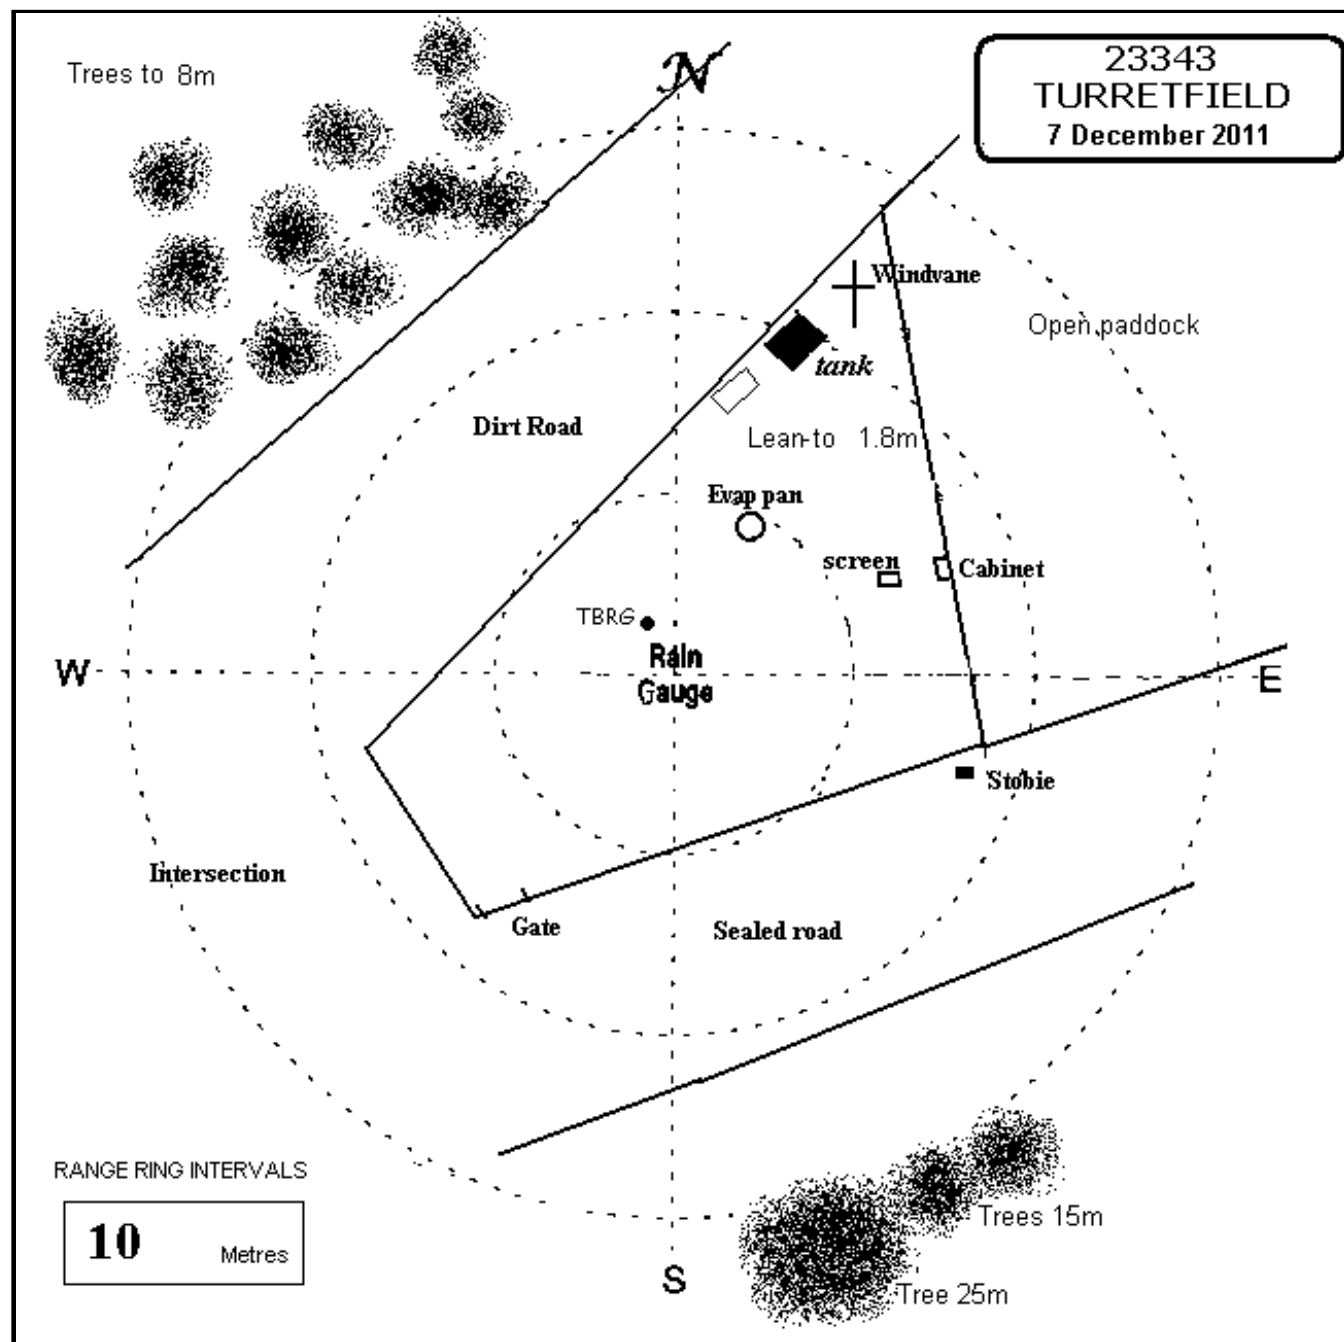 23343
TURRETFIELD
7 December 2011
Trees to 8m
N
Windvane
Open paddock
tank
Dirt Road
Lean-to 1.8m
Evap pan
screen
Cabinet
TBRG
Rain
Gauge
W
E
Stobie
Intersection
Gate
Sealed road
RANGE RING INTERVALS
10 Metres
Trees 15m
S
Tree 25m